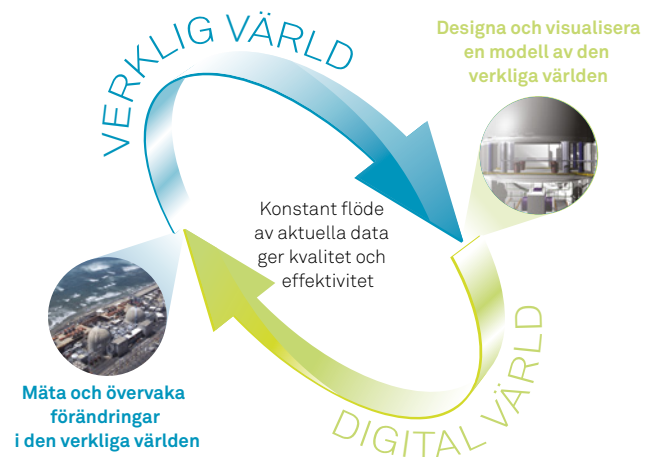 VERKLIG VÄRLD
Designa och visualisera
en modell av den
verkliga världen
Konstant flöde
av aktuella data
ger kvalitet och
effektivitet
Mäta och övervaka
förändringar
i den verkliga världen
DIGITAL VÄRLD